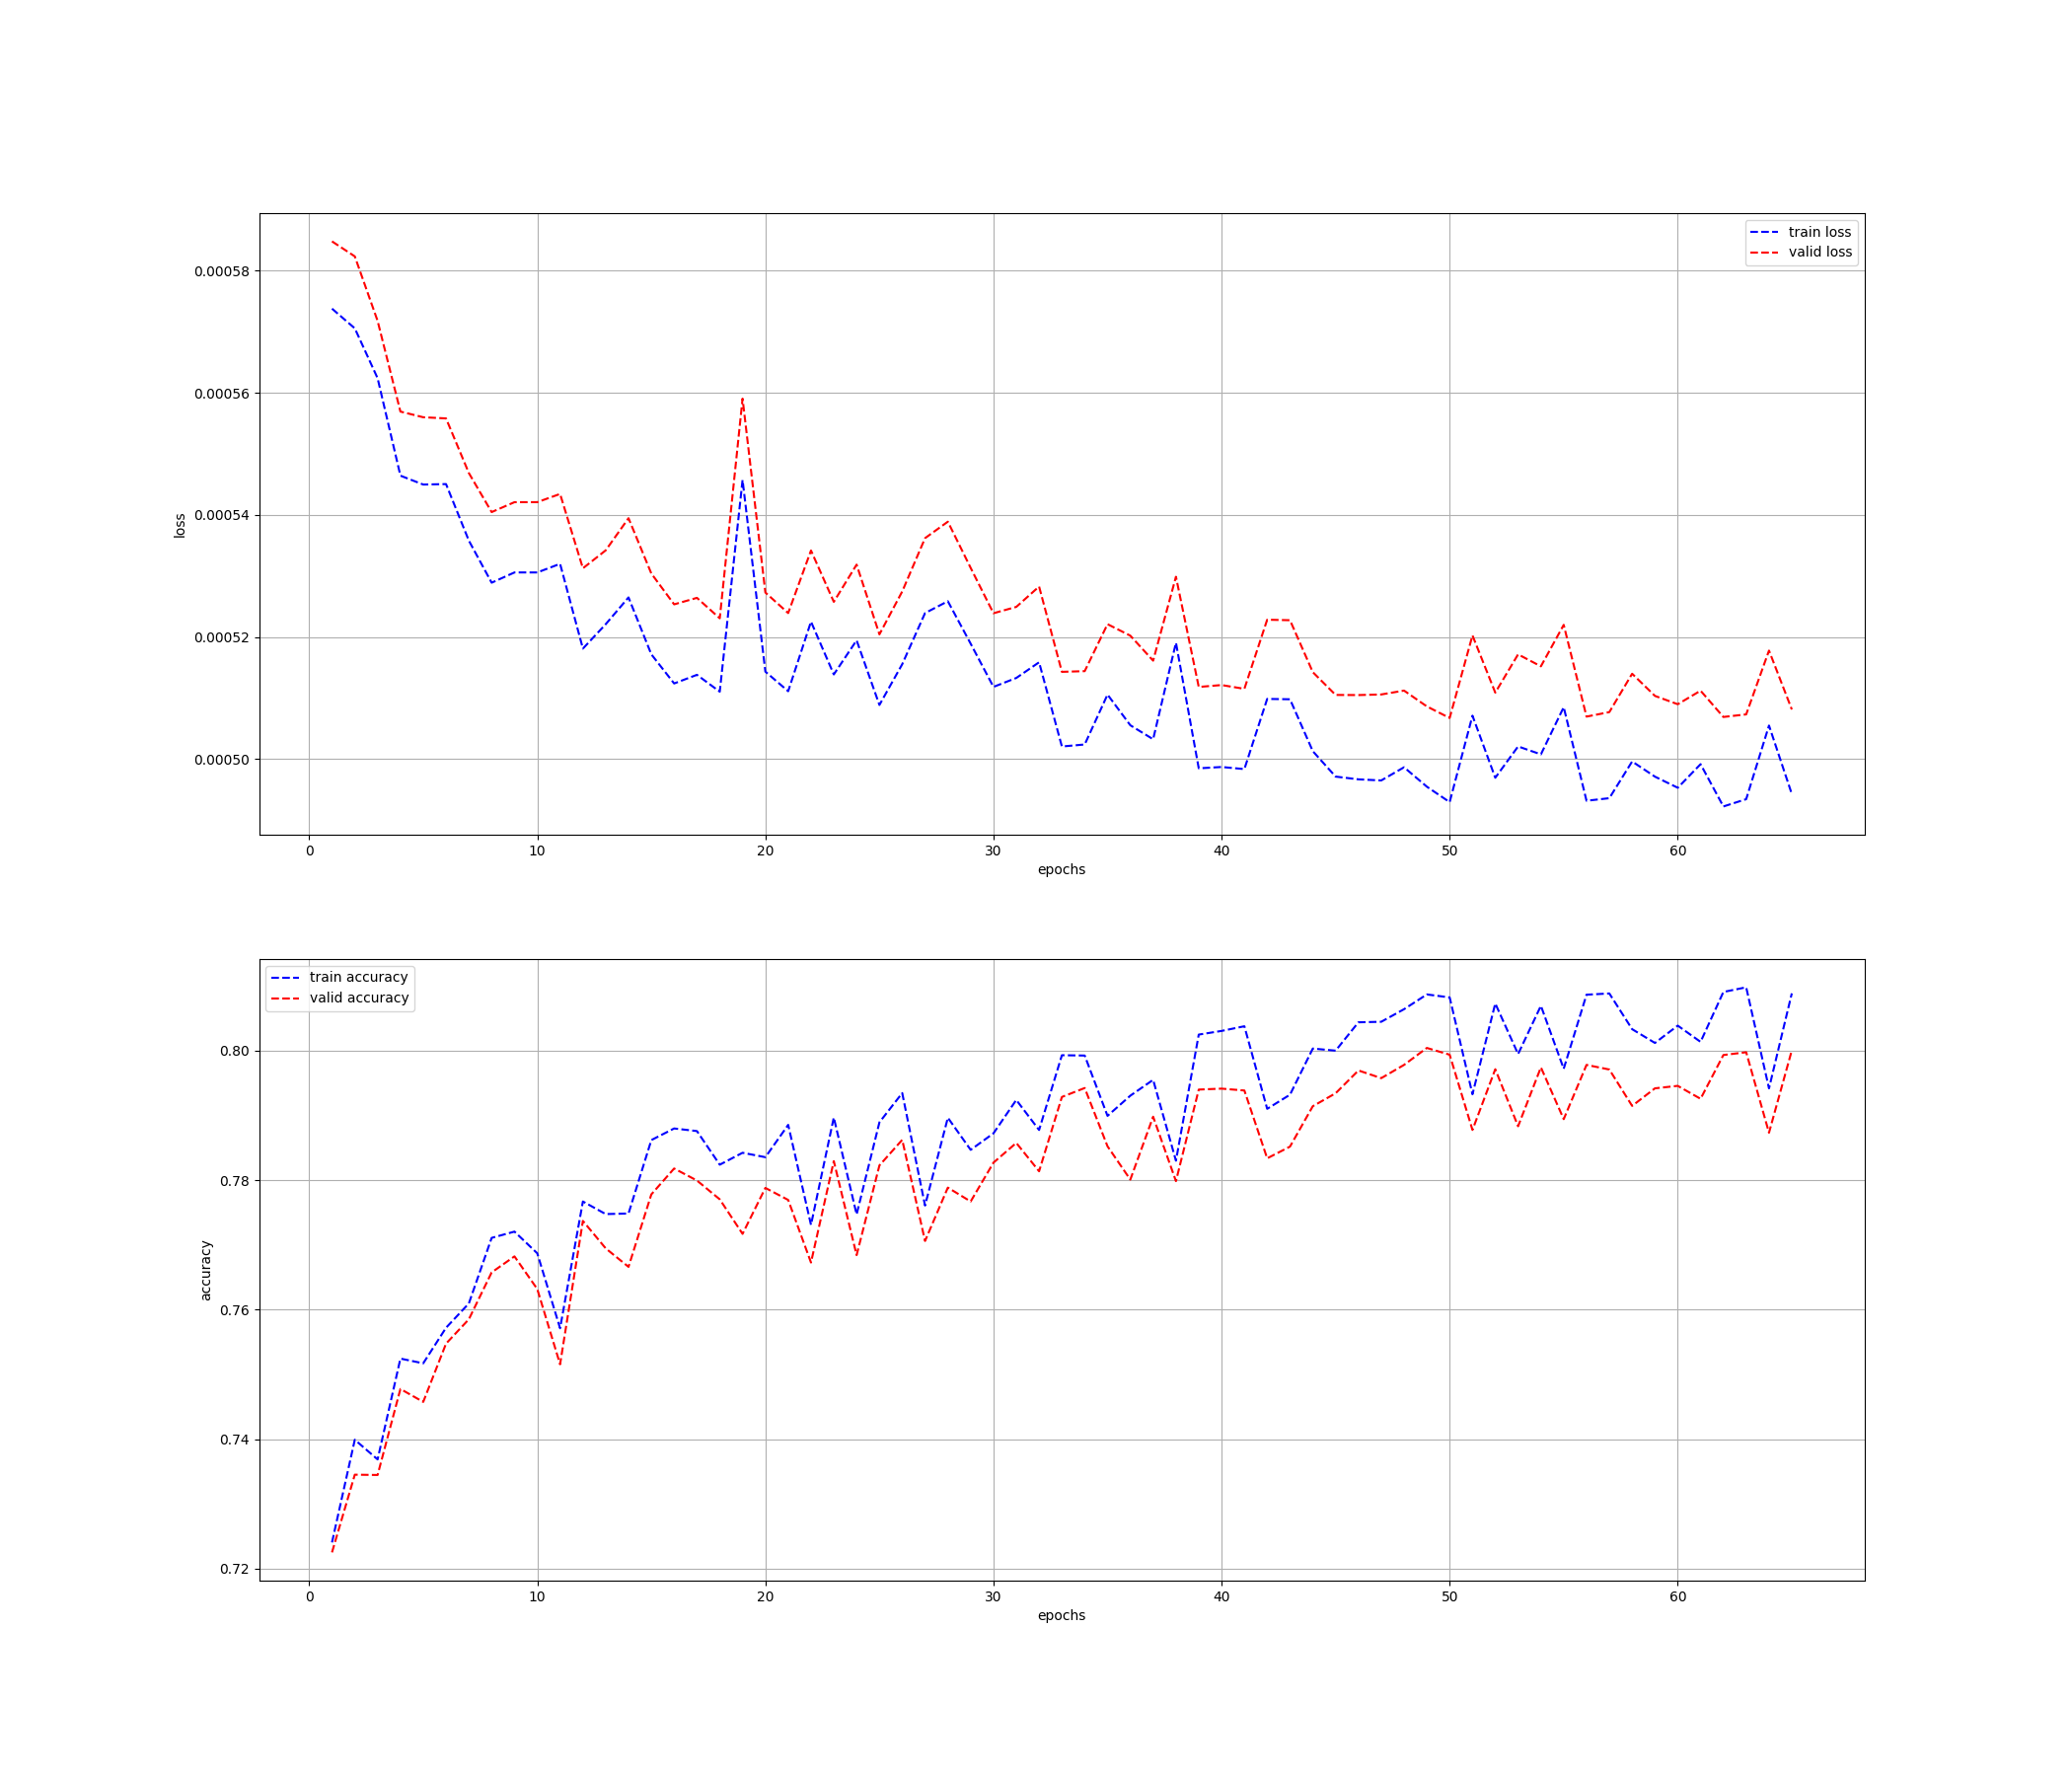 train loss
valid loss
0.00058
0.00056
0.00054
0.00052
0.00050
loss
0 10 20 30 40 50 60
epochs
train accuracy
valid accuracy
0.80
0.78
0.76
0.74
0.72
accuracy
0 10 20 30 40 50 60
epochs